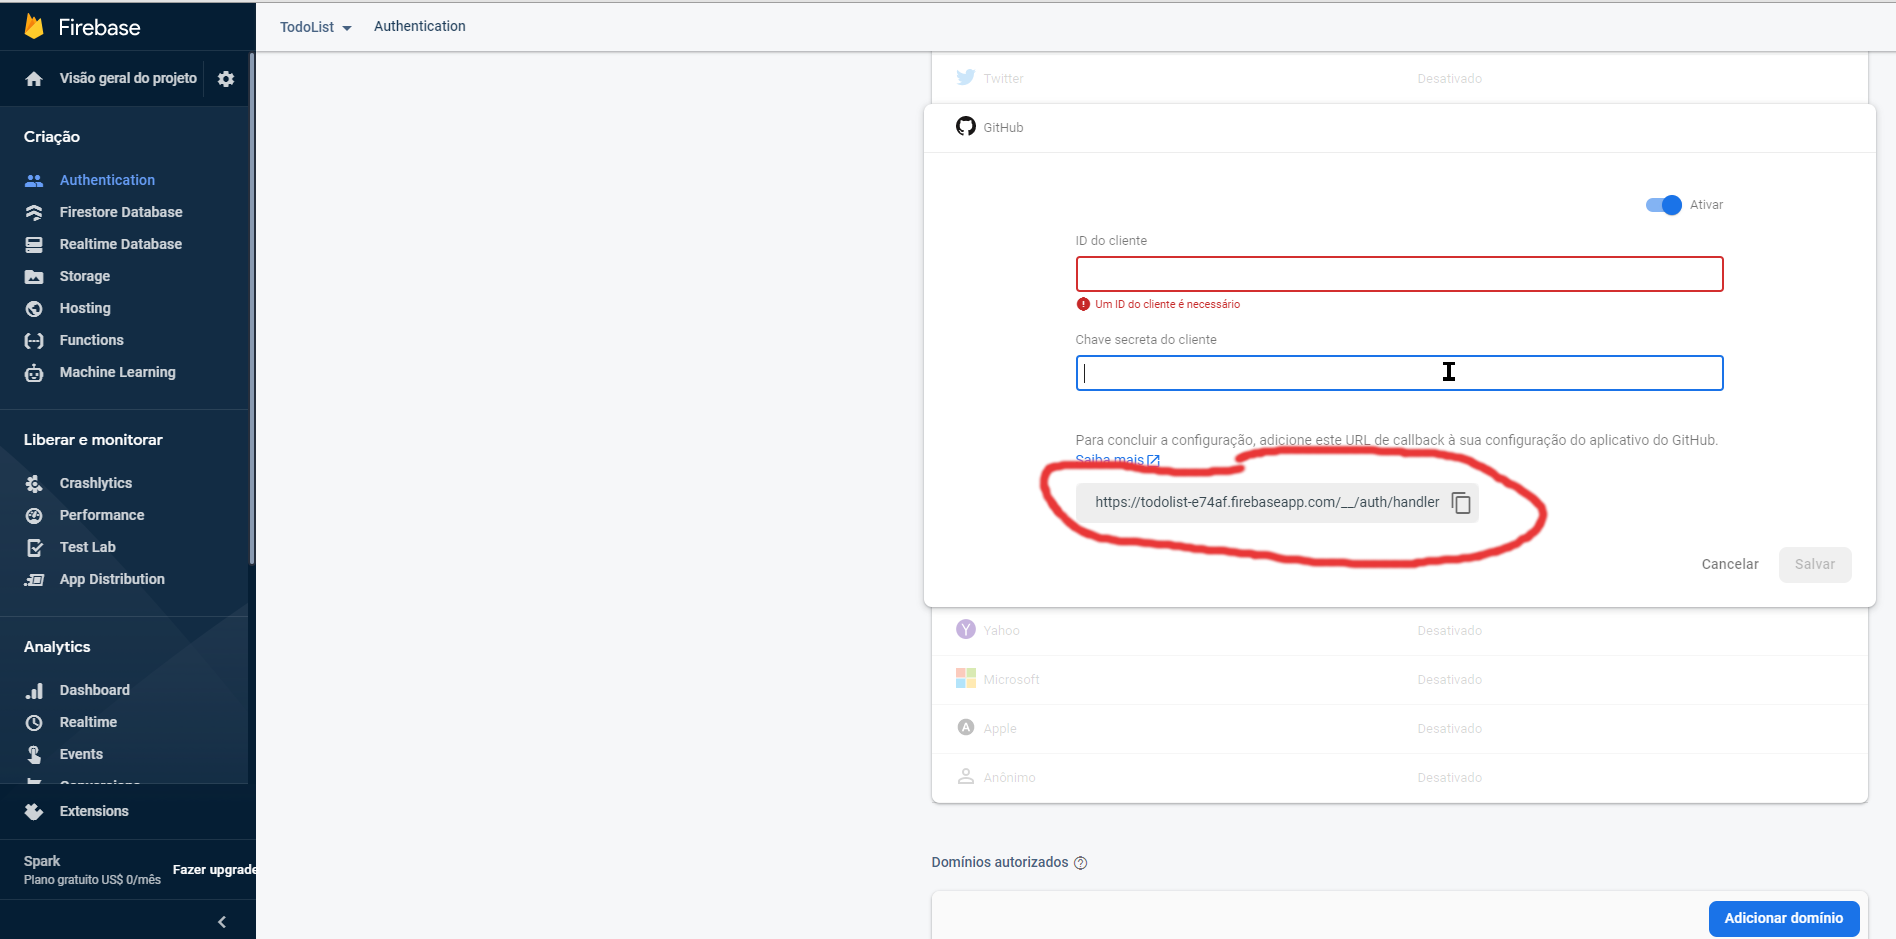 Firebase
Visão geral do projeto
Criação
Authentication
Firestore Database
Realtime Database
Storage
Hosting
Functions
Machine Learning
Liberar e monitorar
Crashlytics
Performance
Test Lab
App Distribution
Analytics
Dashboard
Realtime
Events
Conversions
Extensions
Spark
Plano gratuito US$ 0/mês
Fazer upgrade
TodoList
Authentication
Twitter Desativado
GitHub
Ativar
ID do cliente
Um ID do cliente é necessário
Chave secreta do cliente
Para concluir a configuração, adicione este URL de callback à sua configuração do aplicativo do GitHub.
Saiba mais
https://todolist-e74af.firebaseapp.com/__/auth/handler
Cancelar Salvar
Yahoo Desativado
Microsoft Desativado
Apple Desativado
Anônimo Desativado
Domínios autorizados
Adicionar domínio